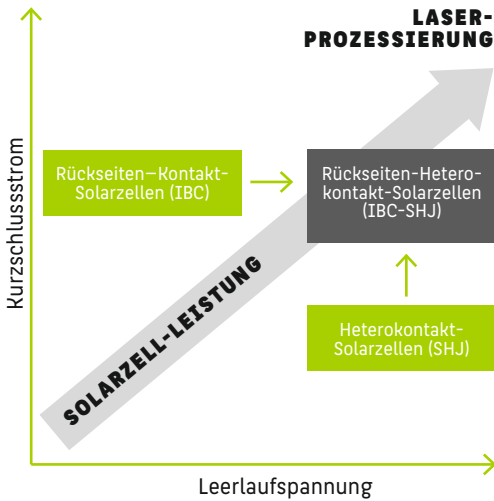 LASER-
PROZESSIERUNG
Kurzschlussstrom
Rückseiten–Kontakt-
Solarzellen (IBC)
Rückseiten-Hetero-
kontakt-Solarzellen
(IBC-SHJ)
SOLARZELL-LEISTUNG
Heterokontakt-
Solarzellen (SHJ)
Leerlaufspannung